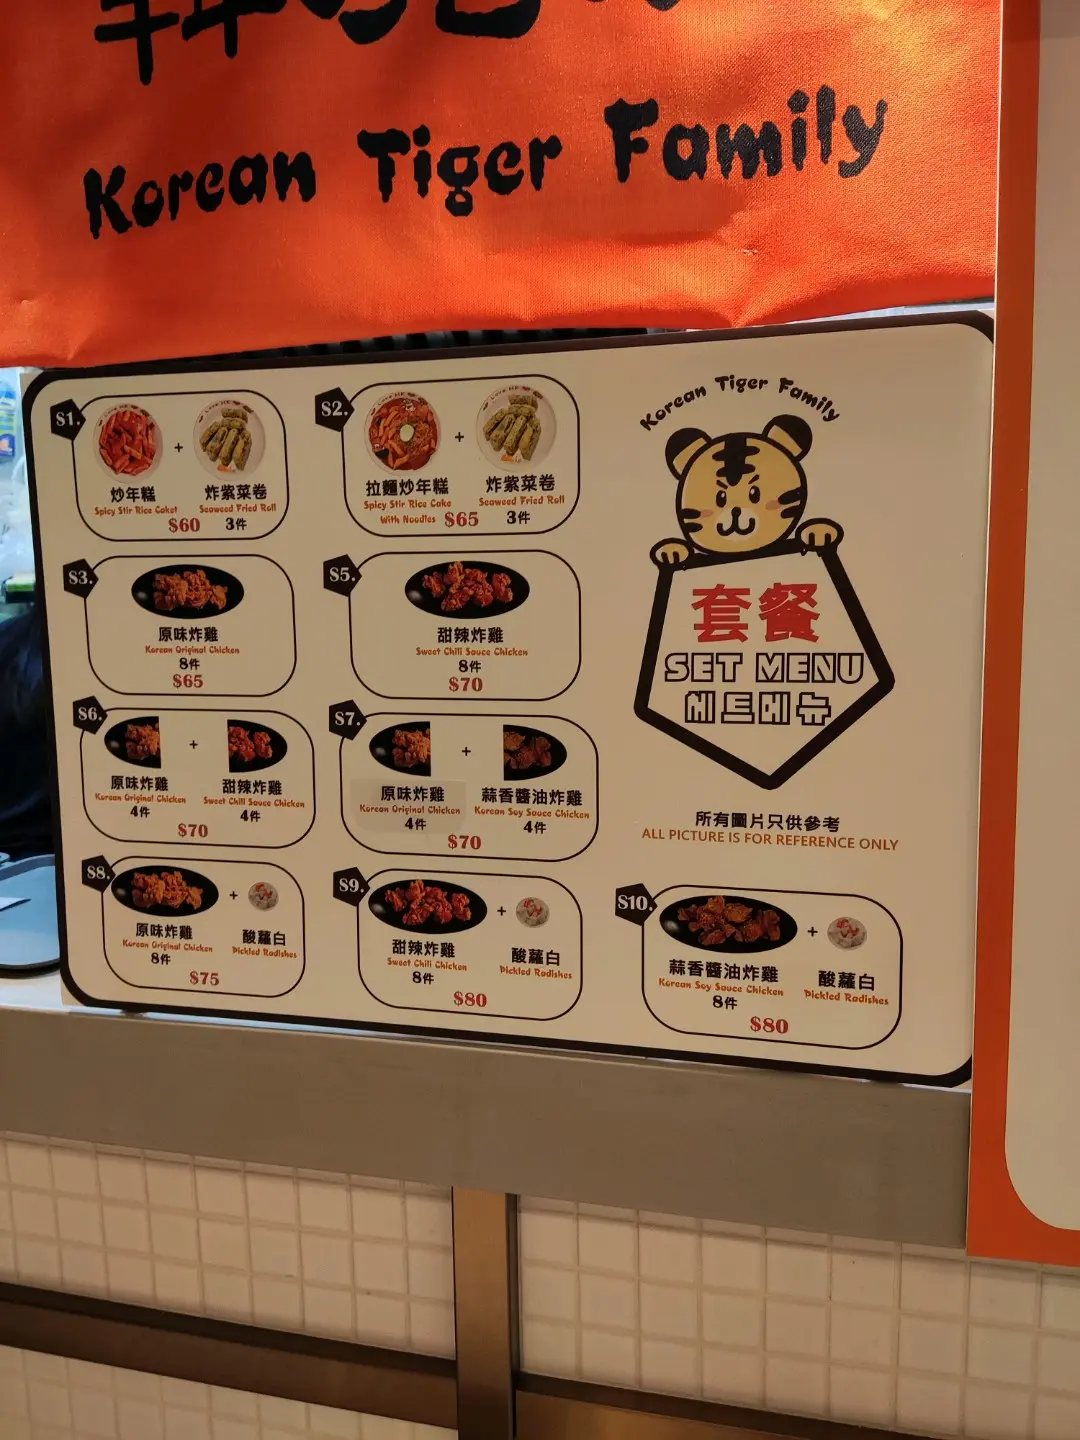 Korean Tiger Family
S1.
+
炒年糕
Spicy Stir Rice Caket
炸紫菜卷
Seaweed Fried Roll
$60
3件
S2.
+
拉麵炒年糕
Spicy Stir Rice Cake
With Noodles
炸紫菜卷
Seaweed Fried Roll
$65
3件
Korean Tiger Family
套餐
SET MENU
세트메뉴
S3.
原味炸雞
Korean Original Chicken
8件
$65
S5.
甜辣炸雞
Sweet Chili Sauce Chicken
8件
$70
S6.
+
原味炸雞
Korean Original Chicken
4件
甜辣炸雞
Sweet Chili Sauce Chicken
4件
$70
S7.
+
原味炸雞
Korean Original Chicken
4件
蒜香醬油炸雞
Korean Soy Sauce Chicken
4件
$70
所有圖片只供參考
ALL PICTURE IS FOR REFERENCE ONLY
S8.
+
原味炸雞
Korean Original Chicken
8件
酸蘿白
Pickled Radishes
$75
S9.
+
甜辣炸雞
Sweet Chili Chicken
8件
酸蘿白
Pickled Radishes
$80
S10.
+
蒜香醬油炸雞
Korean Soy Sauce Chicken
8件
酸蘿白
Pickled Radishes
$80